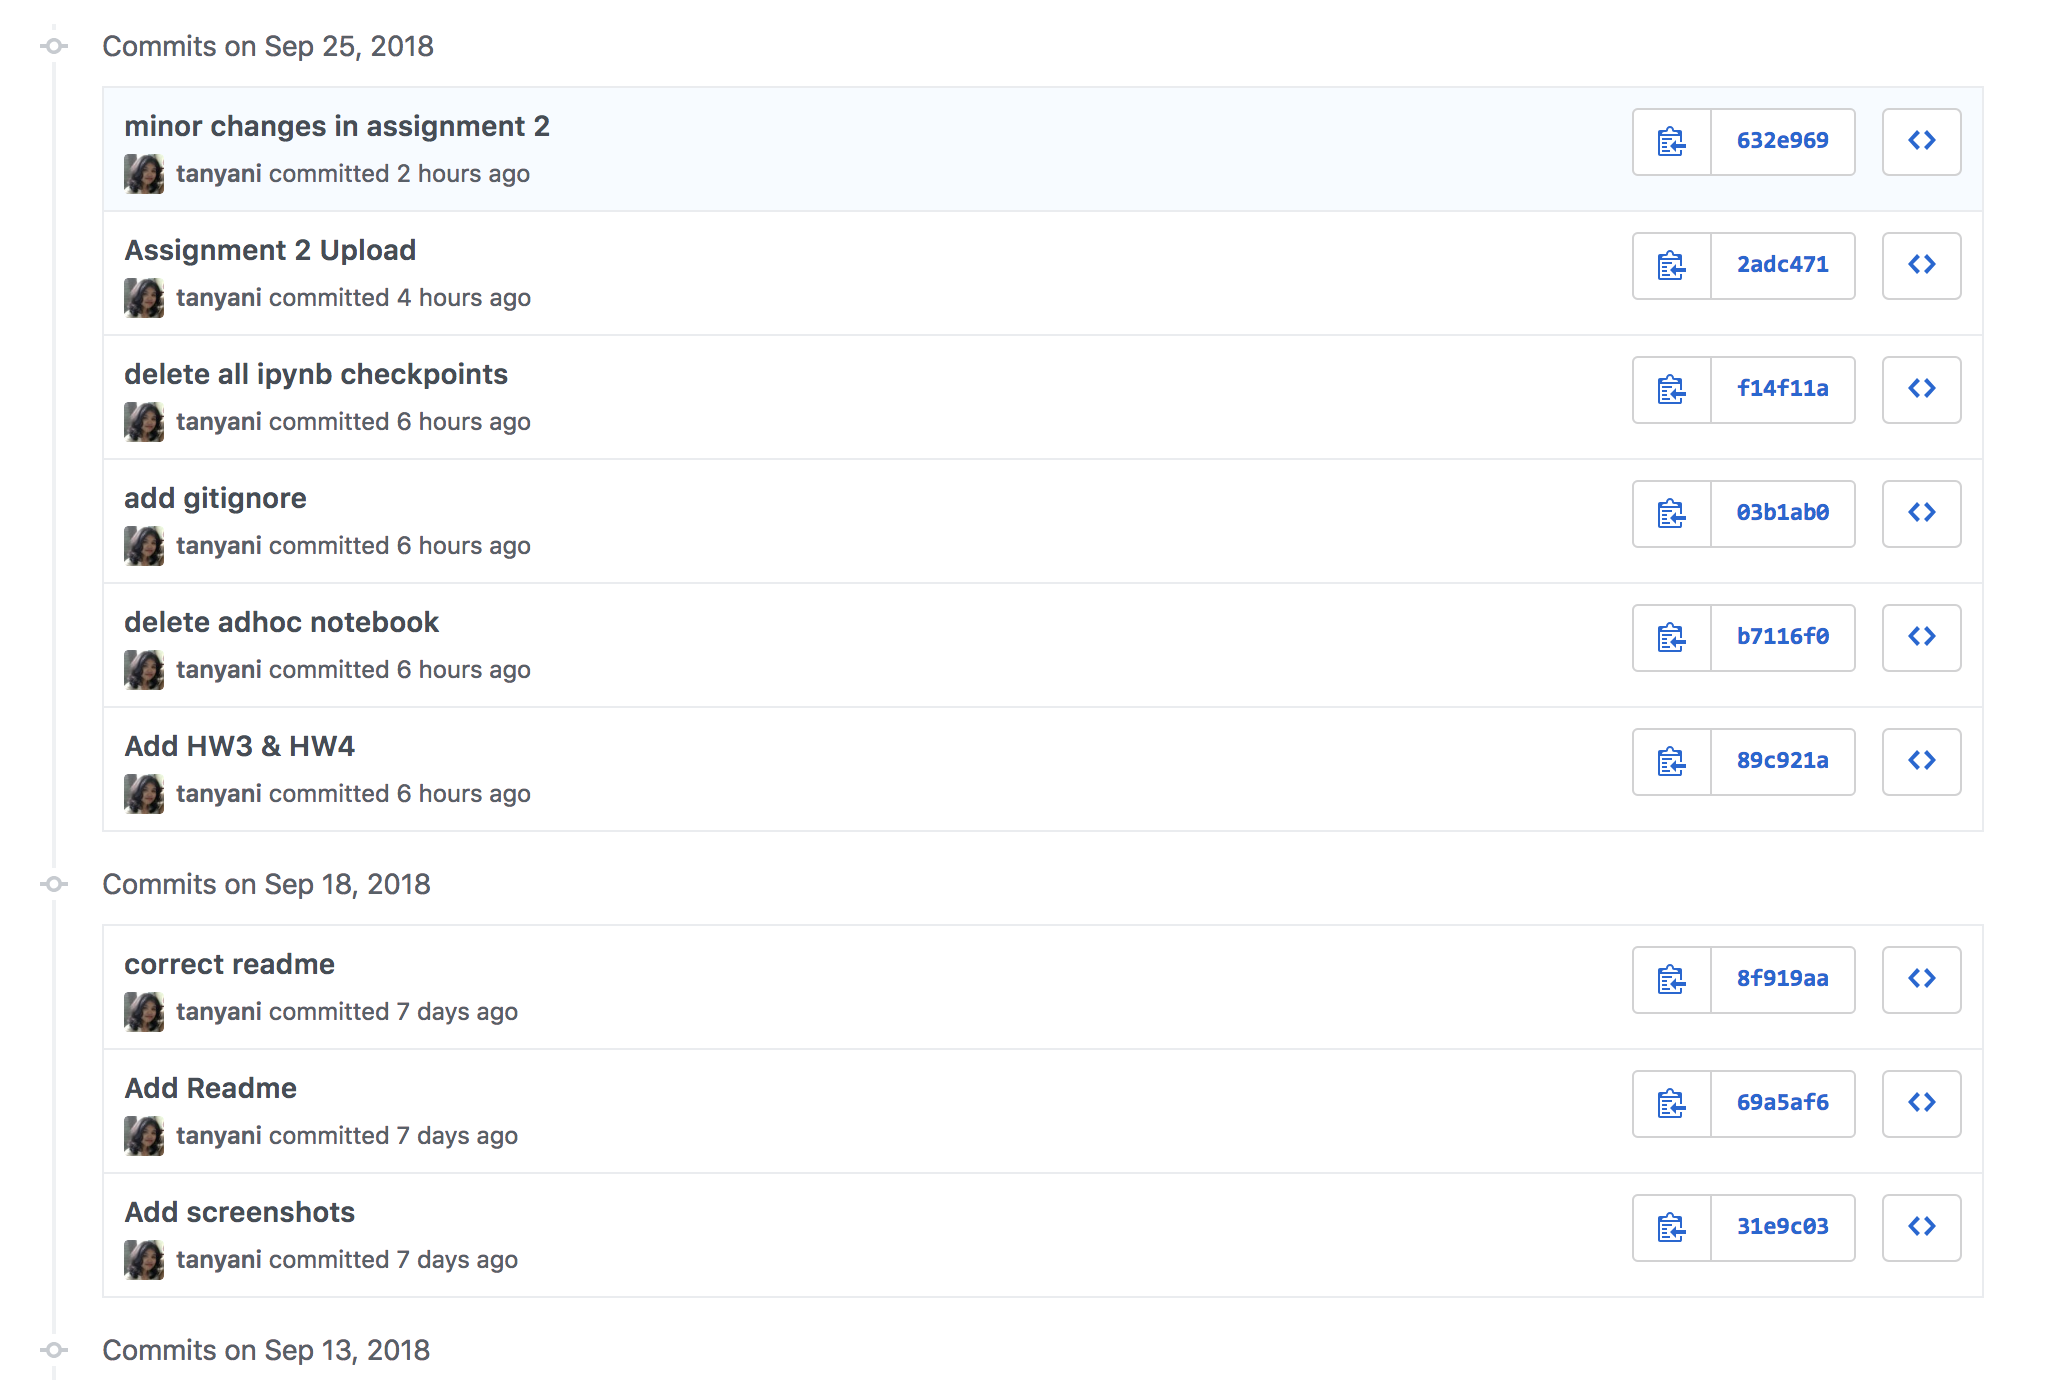 Commits on Sep 25, 2018
minor changes in assignment 2
632e969
tanyani committed 2 hours ago
Assignment 2 Upload
2adc471
tanyani committed 4 hours ago
delete all ipynb checkpoints
f14f11a
tanyani committed 6 hours ago
add gitignore
03b1ab0
tanyani committed 6 hours ago
delete adhoc notebook
b7116f0
tanyani committed 6 hours ago
Add HW3 & HW4
89c921a
tanyani committed 6 hours ago
Commits on Sep 18, 2018
correct readme
8f919aa
tanyani committed 7 days ago
Add Readme
69a5af6
tanyani committed 7 days ago
Add screenshots
31e9c03
tanyani committed 7 days ago
Commits on Sep 13, 2018